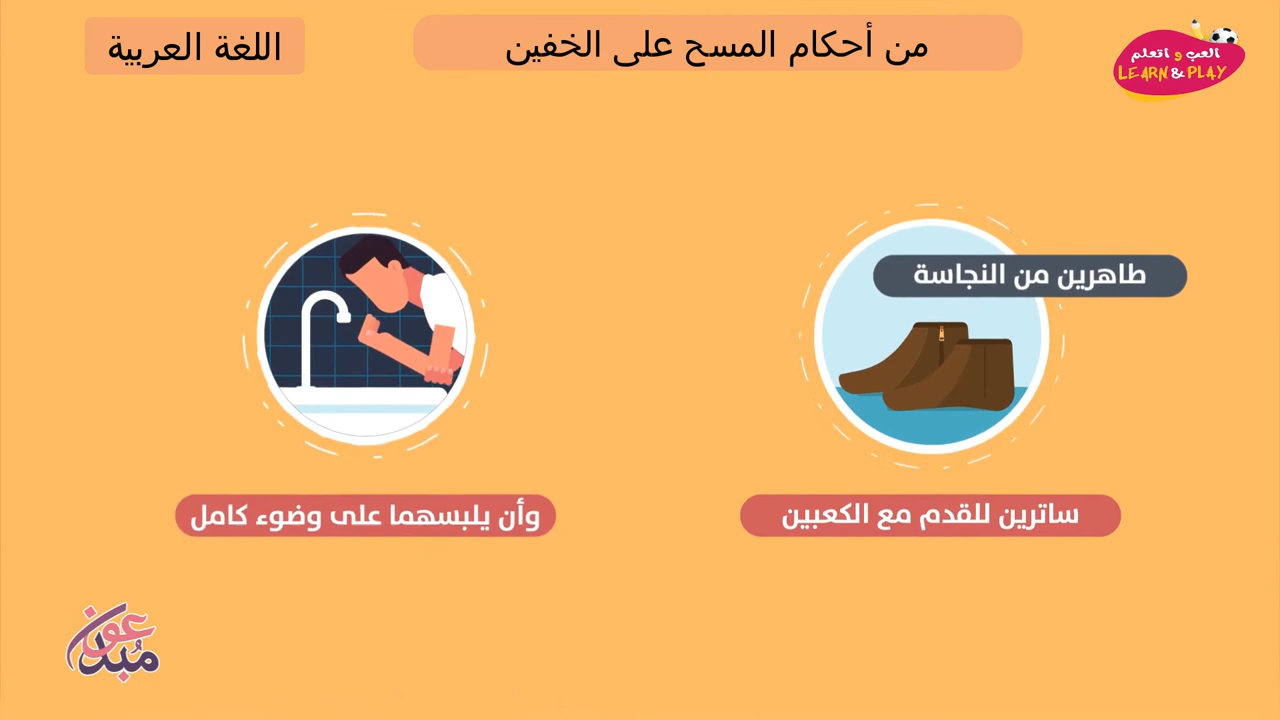 من أحكام المسح على الخفين
اللغة العربية
العب و اتعلم
LEARN & PLAY
طاهرين من النجاسة
ساترين للقدم مع الكعبين
وأن يلبسهما على وضوء كامل
مُبدعون